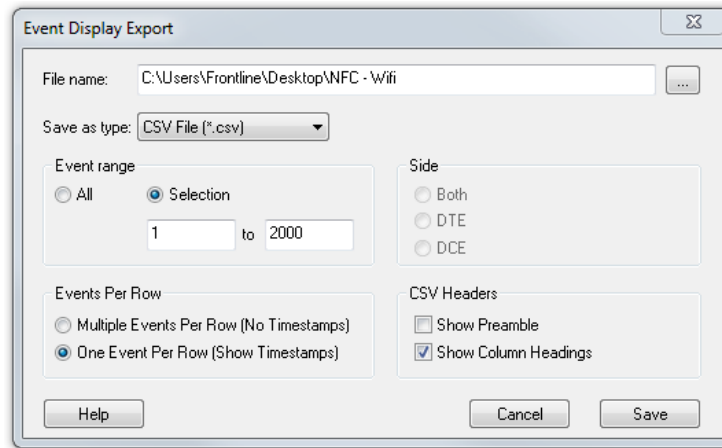 Event Display Export
File name: C:\Users\Frontline\Desktop\NFC - Wifi ...
Save as type: CSV File (*.csv)
Event range
All Selection
1 to 2000
Side
Both
DTE
DCE
Events Per Row
Multiple Events Per Row (No Timestamps)
One Event Per Row (Show Timestamps)
CSV Headers
Show Preamble
Show Column Headings
Help Cancel Save